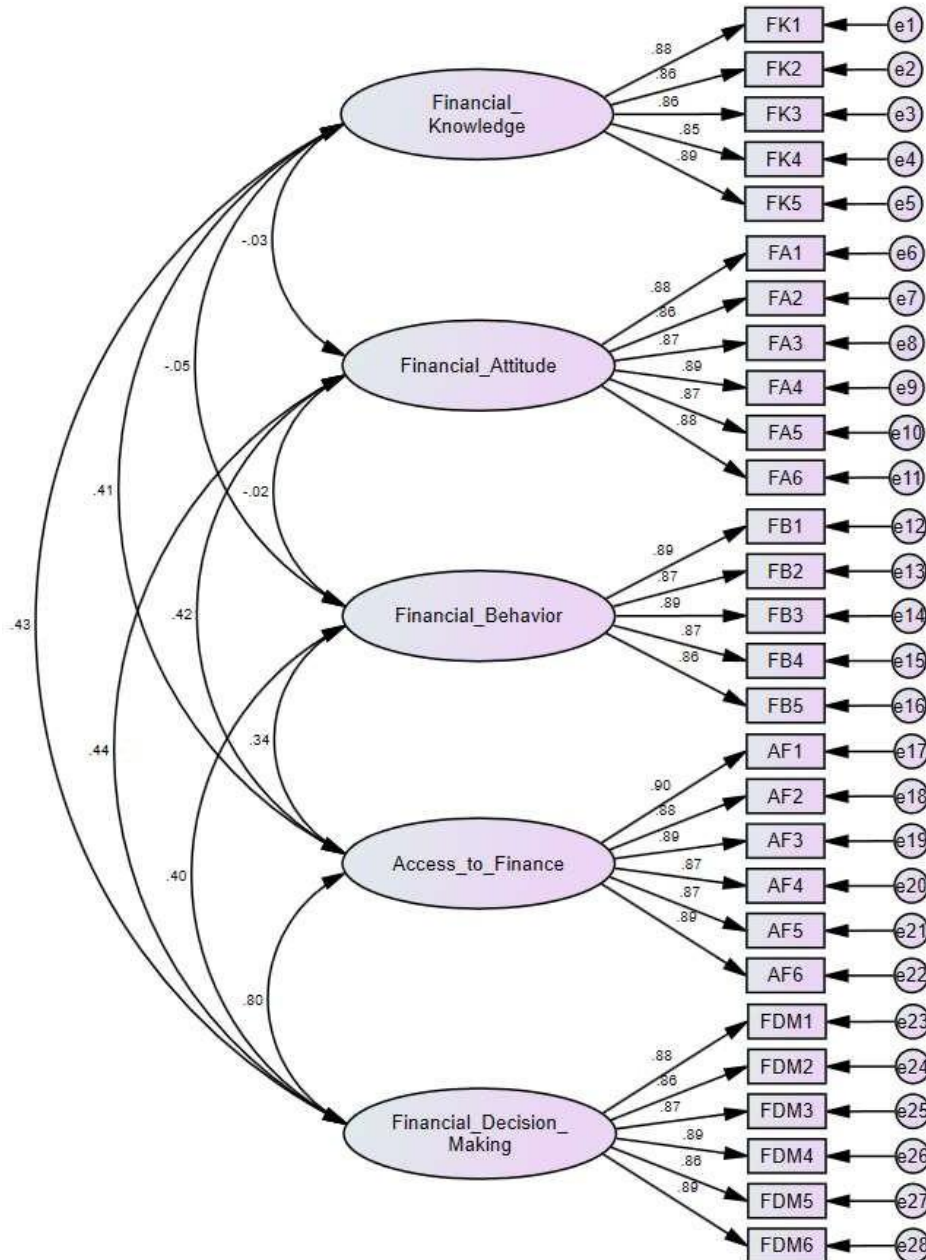 FK1
e1
.88
FK2
e2
.86
Financial_
Knowledge
FK3
e3
.86
FK4
e4
.85
FK5
e5
.89
-.03
FA1
e6
.88
FA2
e7
.86
FA3
e8
.87
Financial_Attitude
FA4
e9
.89
FA5
e10
.87
FA6
e11
.88
-.05
.41
-.02
FB1
e12
.89
FB2
e13
.87
FB3
e14
.89
Financial_Behavior
FB4
e15
.87
FB5
e16
.86
.43
.42
.44
.34
AF1
e17
.90
AF2
e18
.88
AF3
e19
.89
Access_to_Finance
AF4
e20
.87
AF5
e21
.87
AF6
e22
.89
.40
.80
FDM1
e23
.88
FDM2
e24
.86
FDM3
e25
.87
Financial_Decision_
Making
FDM4
e26
.89
FDM5
e27
.86
FDM6
e28
.89